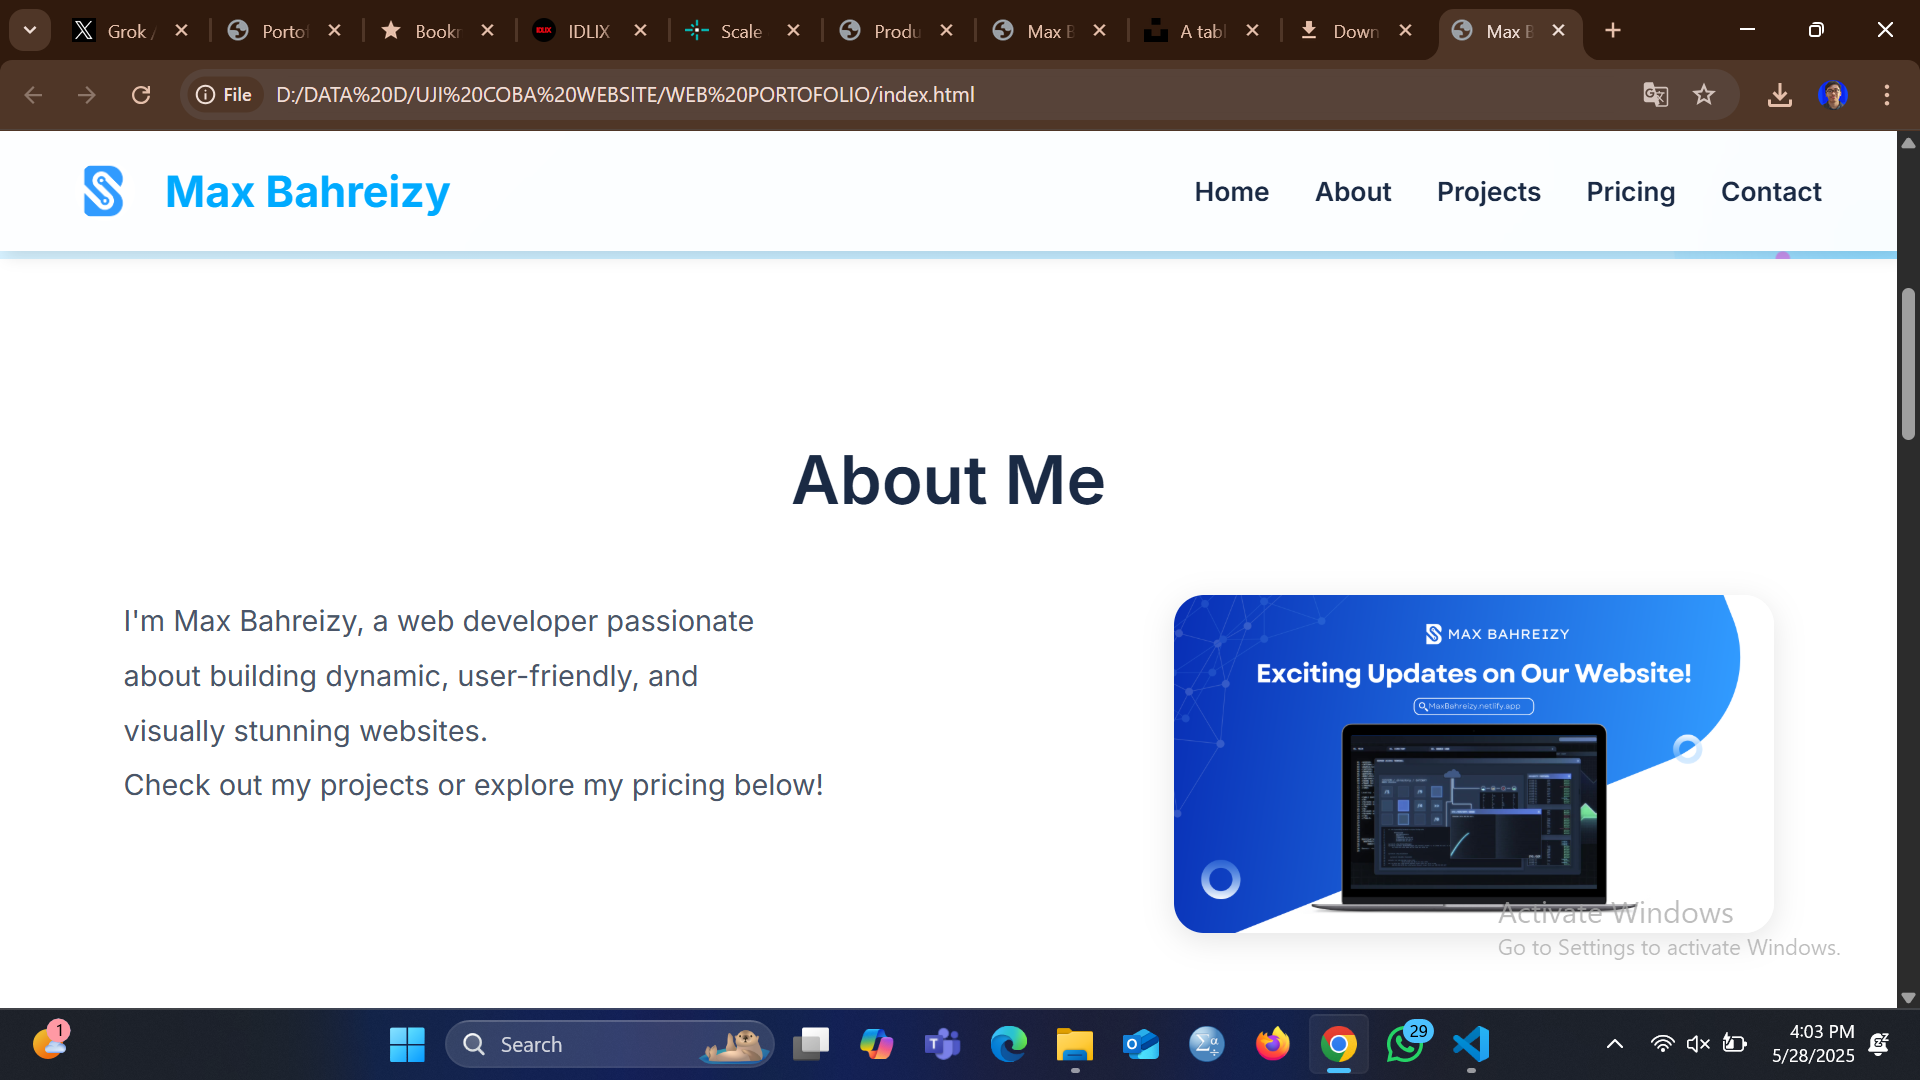 Grok /
Portof
Bookm
IDLIX
Scale
Produ
Max B
A tabl
Down
Max B
File
D:/DATA%20D/UJI%20COBA%20WEBSITE/WEB%20PORTOFOLIO/index.html
Max Bahreizy
Home
About
Projects
Pricing
Contact
About Me
I'm Max Bahreizy, a web developer passionate
about building dynamic, user-friendly, and
visually stunning websites.
Check out my projects or explore my pricing below!
MAX BAHREIZY
Exciting Updates on Our Website!
MaxBahreizy.netlify.app
Activate Windows
Go to Settings to activate Windows.
1
Search
29
4:03 PM
5/28/2025